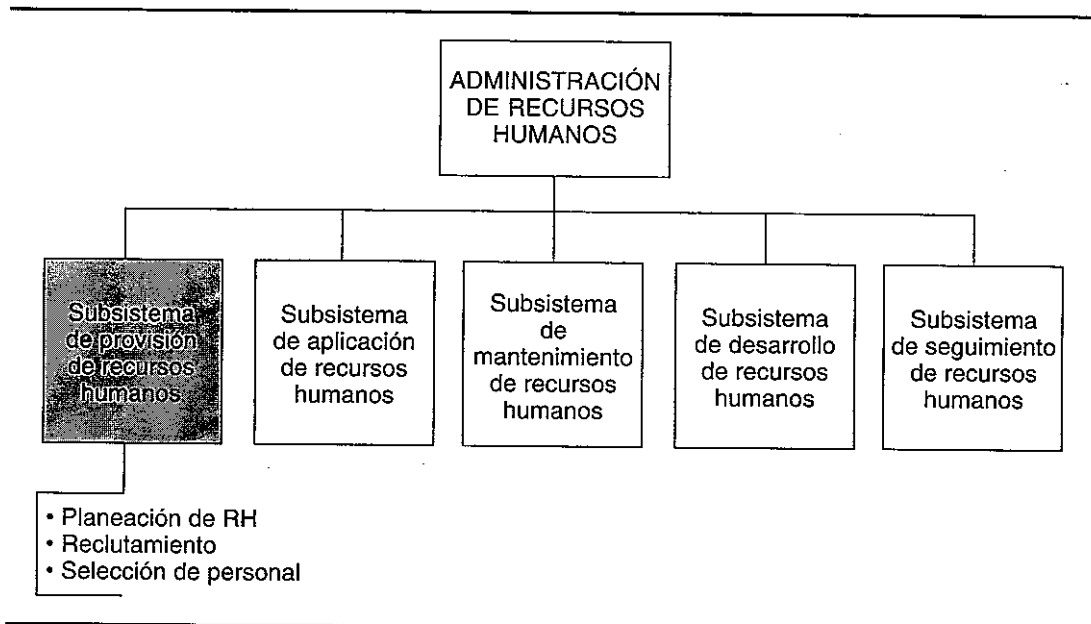 ADMINISTRACIÓN
DE RECURSOS
HUMANOS
Subsistema
de provisión
de recursos
humanos
Subsistema
de aplicación
de recursos
humanos
Subsistema
de
mantenimiento
de recursos
humanos
Subsistema
de desarrollo
de recursos
humanos
Subsistema
de seguimiento
de recursos
humanos
• Planeación de RH
• Reclutamiento
• Selección de personal